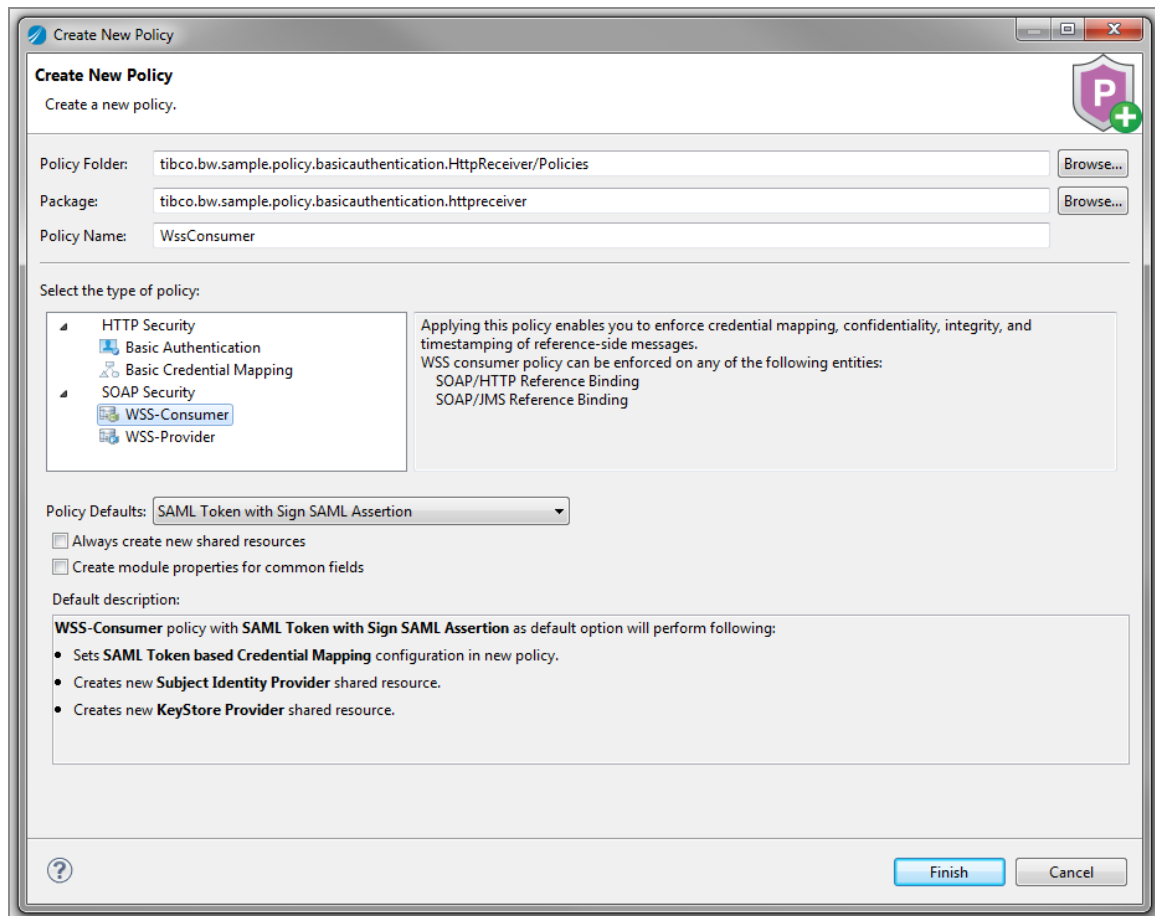 Create New Policy
Create New Policy
Create a new policy.
P
Policy Folder: tibco.bw.sample.policy.basicauthentication.HttpReceiver/Policies Browse...
Package: tibco.bw.sample.policy.basicauthentication.httpreceiver Browse...
Policy Name: WssConsumer
Select the type of policy:
HTTP Security
Basic Authentication
Basic Credential Mapping
SOAP Security
WSS-Consumer
WSS-Provider
Applying this policy enables you to enforce credential mapping, confidentiality, integrity, and
timestamping of reference-side messages.
WSS consumer policy can be enforced on any of the following entities:
SOAP/HTTP Reference Binding
SOAP/JMS Reference Binding
Policy Defaults: SAML Token with Sign SAML Assertion
Always create new shared resources
Create module properties for common fields
Default description:
WSS-Consumer policy with SAML Token with Sign SAML Assertion as default option will perform following:
• Sets SAML Token based Credential Mapping configuration in new policy.
• Creates new Subject Identity Provider shared resource.
• Creates new KeyStore Provider shared resource.
? Finish Cancel